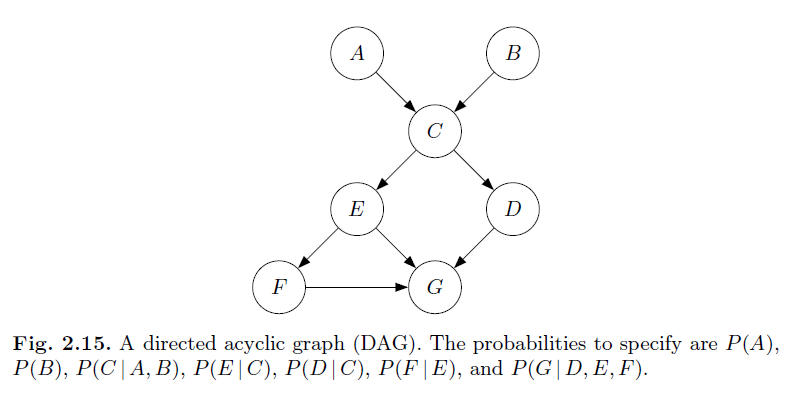 A B
C
E D
F G
Fig. 2.15. A directed acyclic graph (DAG). The probabilities to specify are P(A),
P(B), P(C | A, B), P(E | C), P(D | C), P(F | E), and P(G | D, E, F).